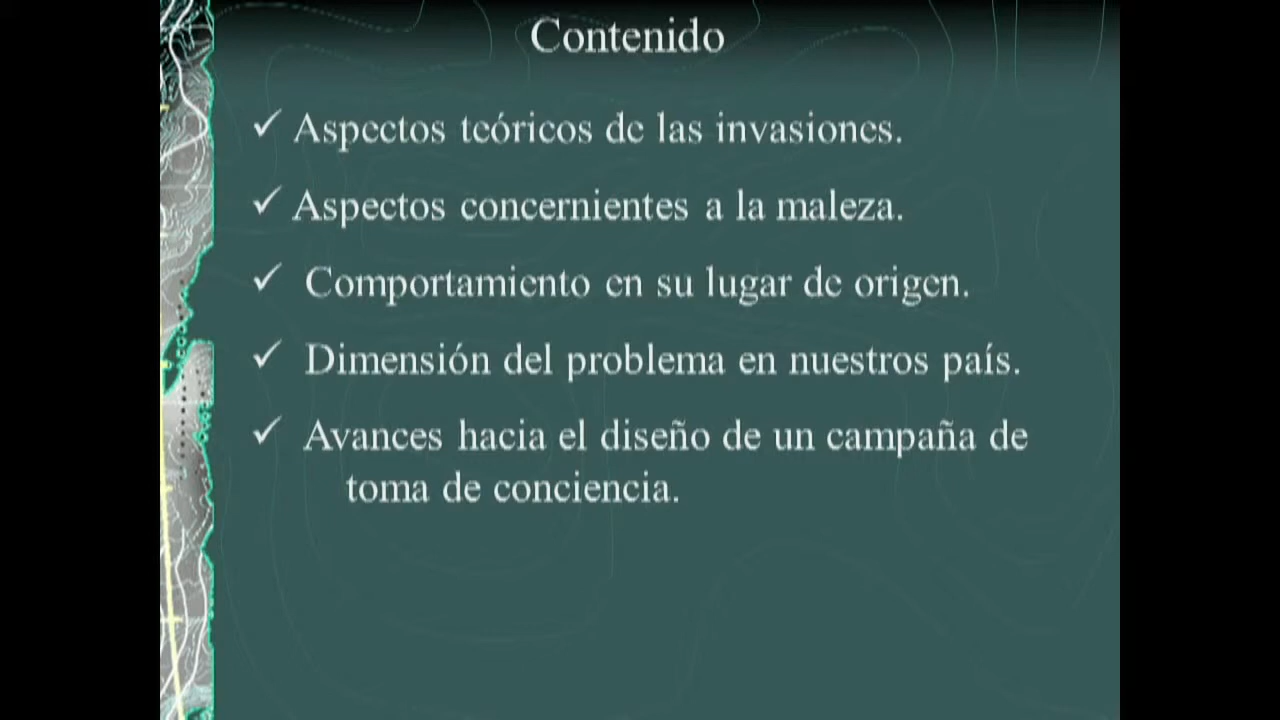 Contenido
✓ Aspectos teóricos de las invasiones.
✓ Aspectos concernientes a la maleza.
✓ Comportamiento en su lugar de origen.
✓ Dimensión del problema en nuestros país.
✓ Avances hacia el diseño de un campaña de
toma de conciencia.